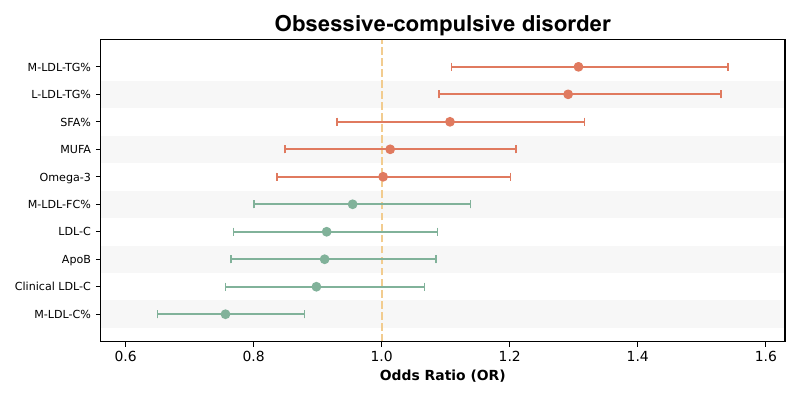 Obsessive-compulsive disorder
M-LDL-TG%
L-LDL-TG%
SFA%
MUFA
Omega-3
M-LDL-FC%
LDL-C
ApoB
Clinical LDL-C
M-LDL-C%
0.6 0.8 1.0 1.2 1.4 1.6
Odds Ratio (OR)